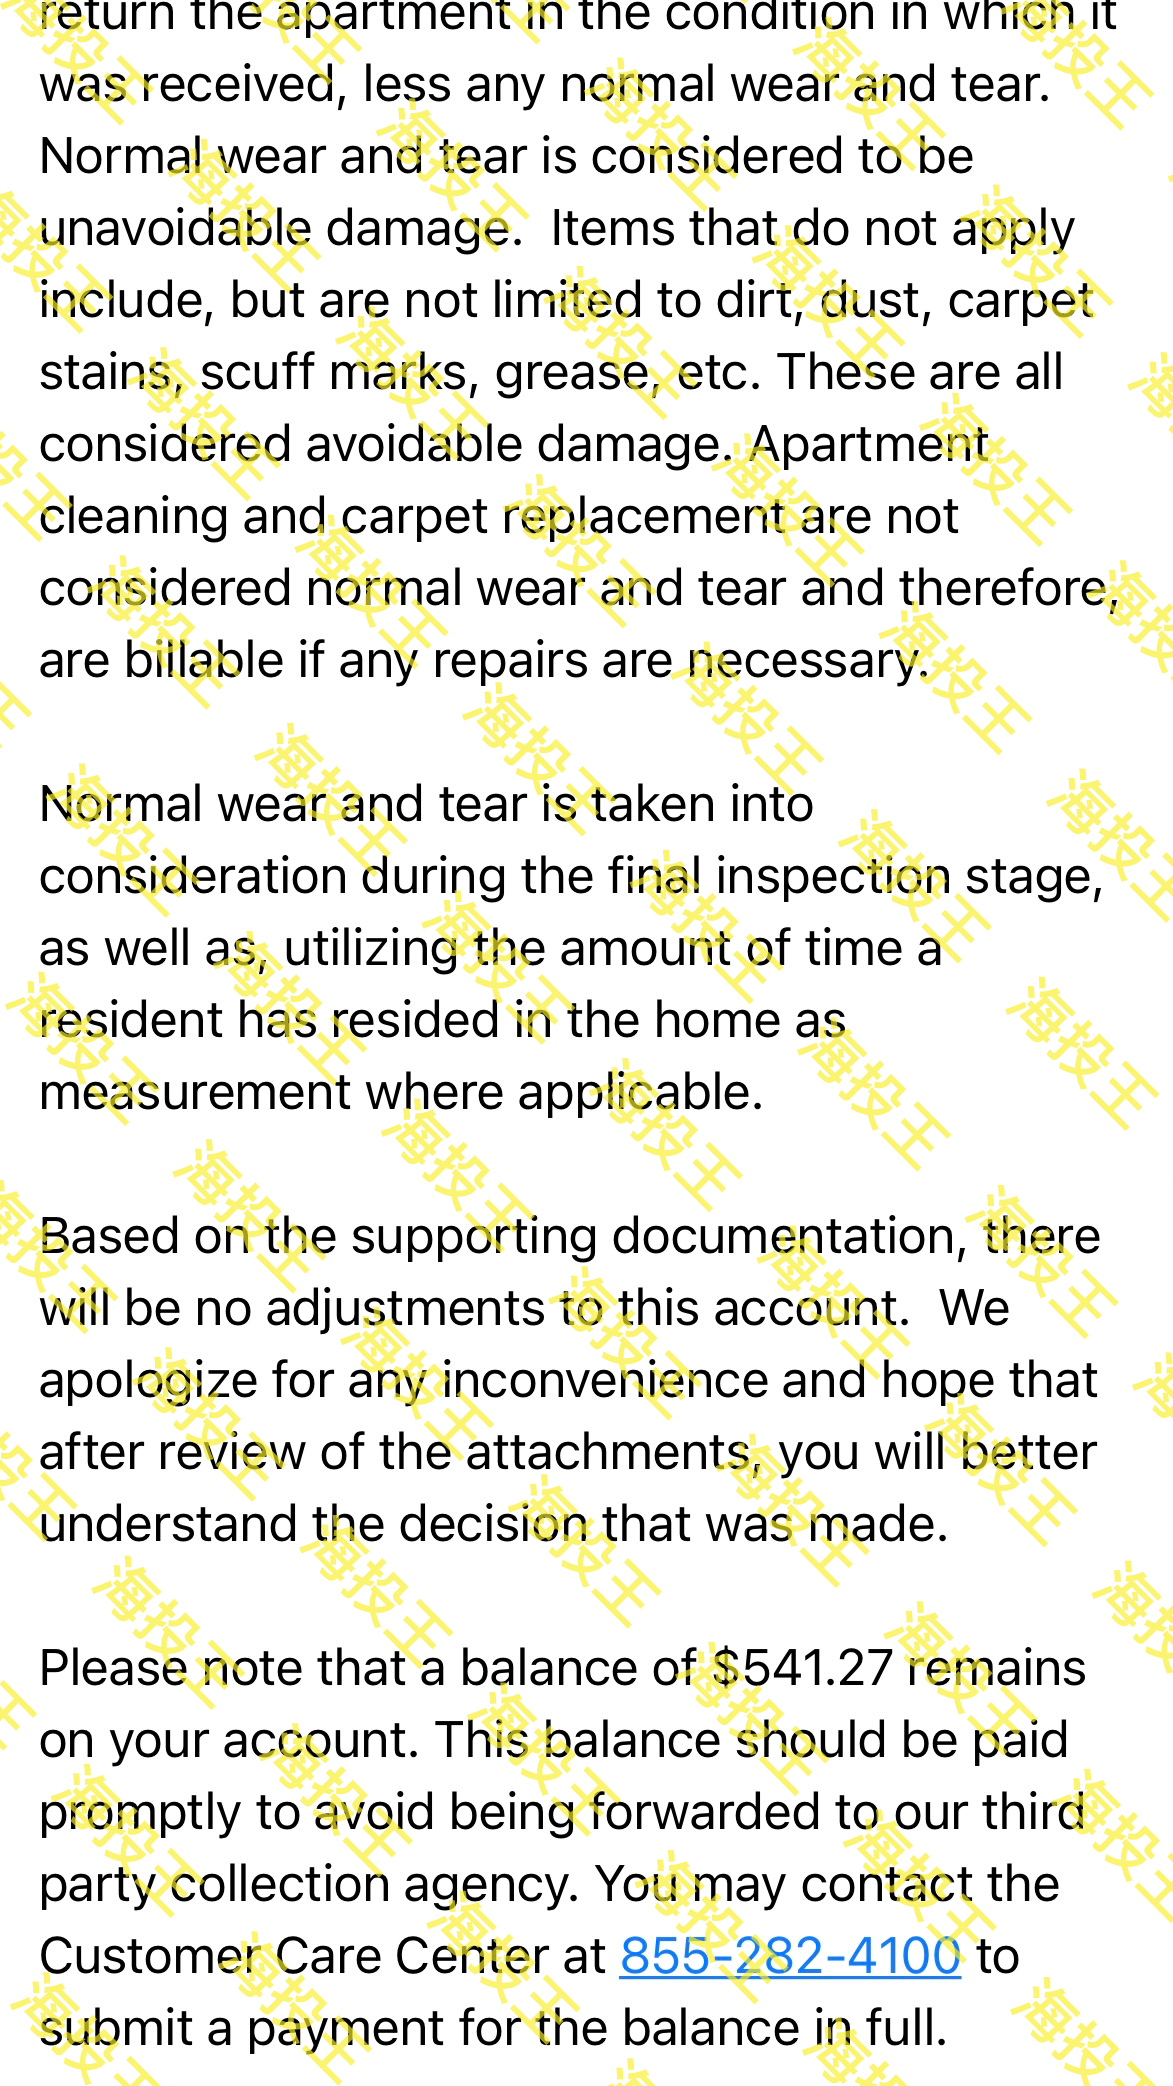 return the apartment in the condition in which it
was received, less any normal wear and tear.
Normal wear and tear is considered to be
unavoidable damage.  Items that do not apply
include, but are not limited to dirt, dust, carpet
stains, scuff marks, grease, etc. These are all
considered avoidable damage. Apartment
cleaning and carpet replacement are not
considered normal wear and tear and therefore,
are billable if any repairs are necessary.

Normal wear and tear is taken into
consideration during the final inspection stage,
as well as, utilizing the amount of time a
resident has resided in the home as
measurement where applicable.

Based on the supporting documentation, there
will be no adjustments to this account.  We
apologize for any inconvenience and hope that
after review of the attachments, you will better
understand the decision that was made.

Please note that a balance of $541.27 remains
on your account. This balance should be paid
promptly to avoid being forwarded to our third
party collection agency. You may contact the
Customer Care Center at 855-282-4100 to
submit a payment for the balance in full.
海投王